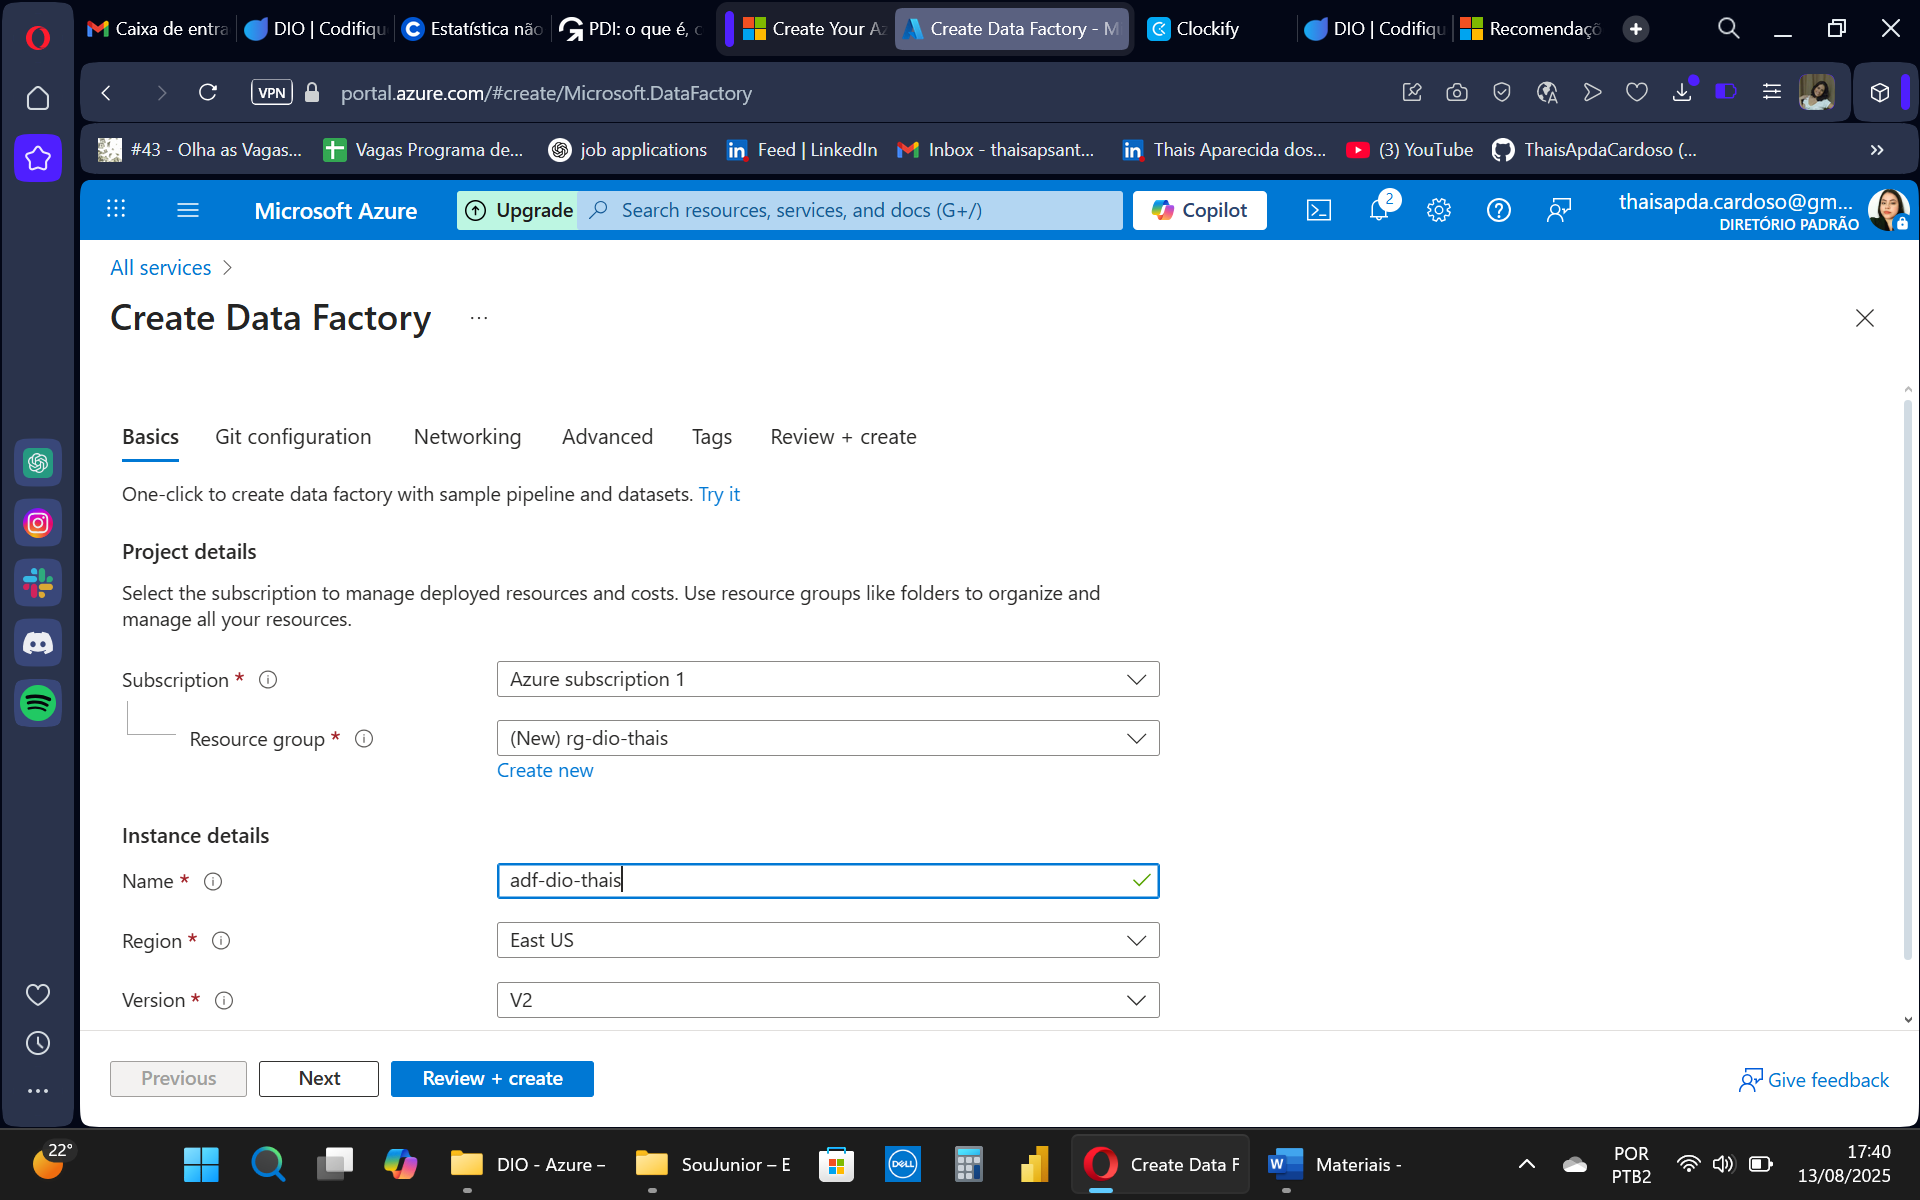 Caixa de entra
DIO | Codifiqu
Estatística não
PDI: o que é, c
Create Your Az
Create Data Factory - M
Clockify
DIO | Codifiqu
Recomendaçõ
VPN
portal.azure.com/#create/Microsoft.DataFactory
#43 - Olha as Vagas...
Vagas Programa de...
job applications
Feed | LinkedIn
Inbox - thaisapsant...
Thais Aparecida dos...
(3) YouTube
ThaisApdaCardoso (...
Microsoft Azure
Upgrade
Search resources, services, and docs (G+/)
Copilot
2
thaisapda.cardoso@gm...
DIRETÓRIO PADRÃO
All services
Create Data Factory
Basics
Git configuration
Networking
Advanced
Tags
Review + create
One-click to create data factory with sample pipeline and datasets. Try it
Project details
Select the subscription to manage deployed resources and costs. Use resource groups like folders to organize and
manage all your resources.
Subscription *
Azure subscription 1
Resource group *
(New) rg-dio-thais
Create new
Instance details
Name *
adf-dio-thais
Region *
East US
Version *
V2
Previous
Next
Review + create
Give feedback
22°
DIO - Azure –
SouJunior – E
DELL
Create Data F
Materiais -
POR
PTB2
17:40
13/08/2025